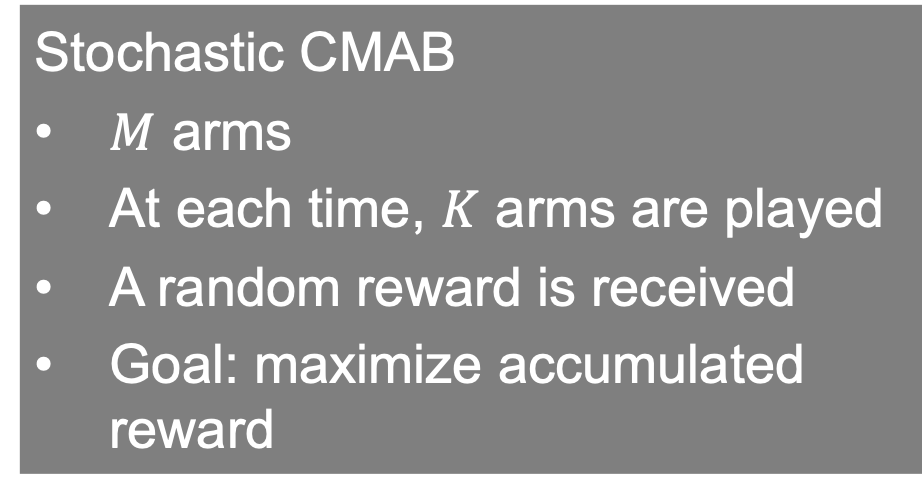 Stochastic CMAB
• M arms
• At each time, K arms are played
• A random reward is received
• Goal: maximize accumulated
reward